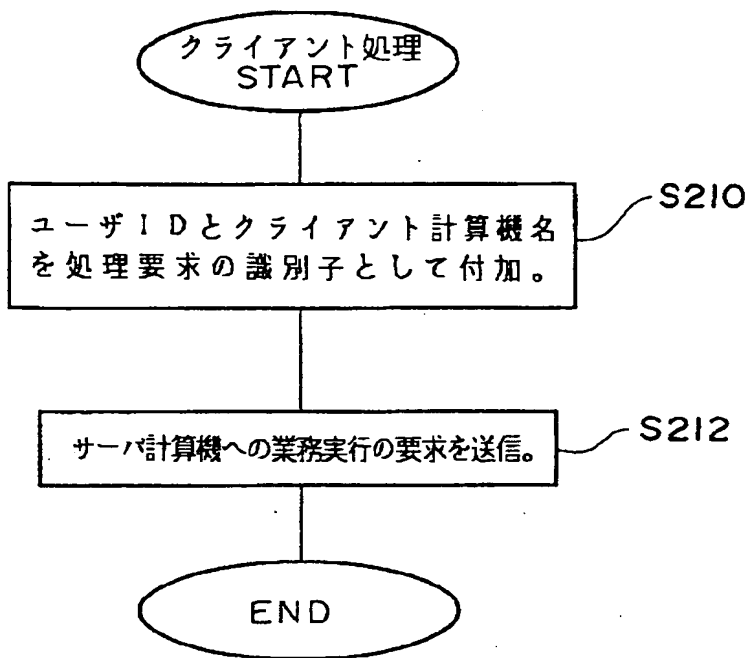 クライアント処理
START
ユーザIDとクライアント計算機名
を処理要求の識別子として付加。
S210
サーバ計算機への業務実行の要求を送信。
S212
END